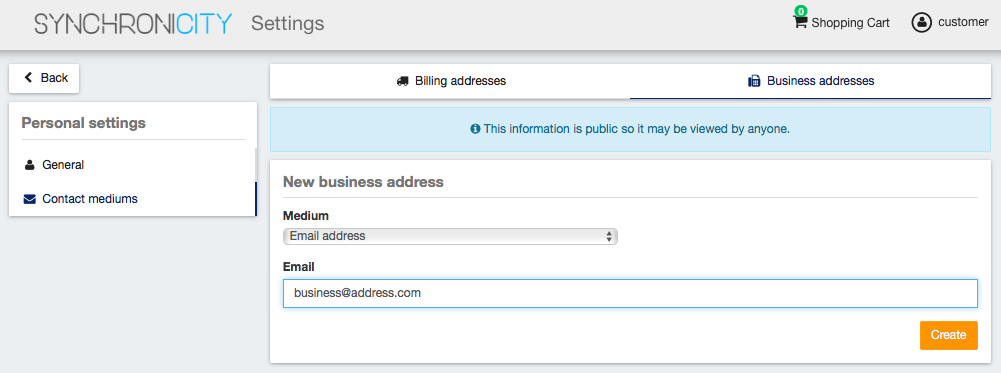 SYNCHRONICITY Settings
0
Shopping Cart
customer
Back
Billing addresses
Business addresses
Personal settings
This information is public so it may be viewed by anyone.
General
Contact mediums
New business address
Medium
Email address
Email
business@address.com
Create